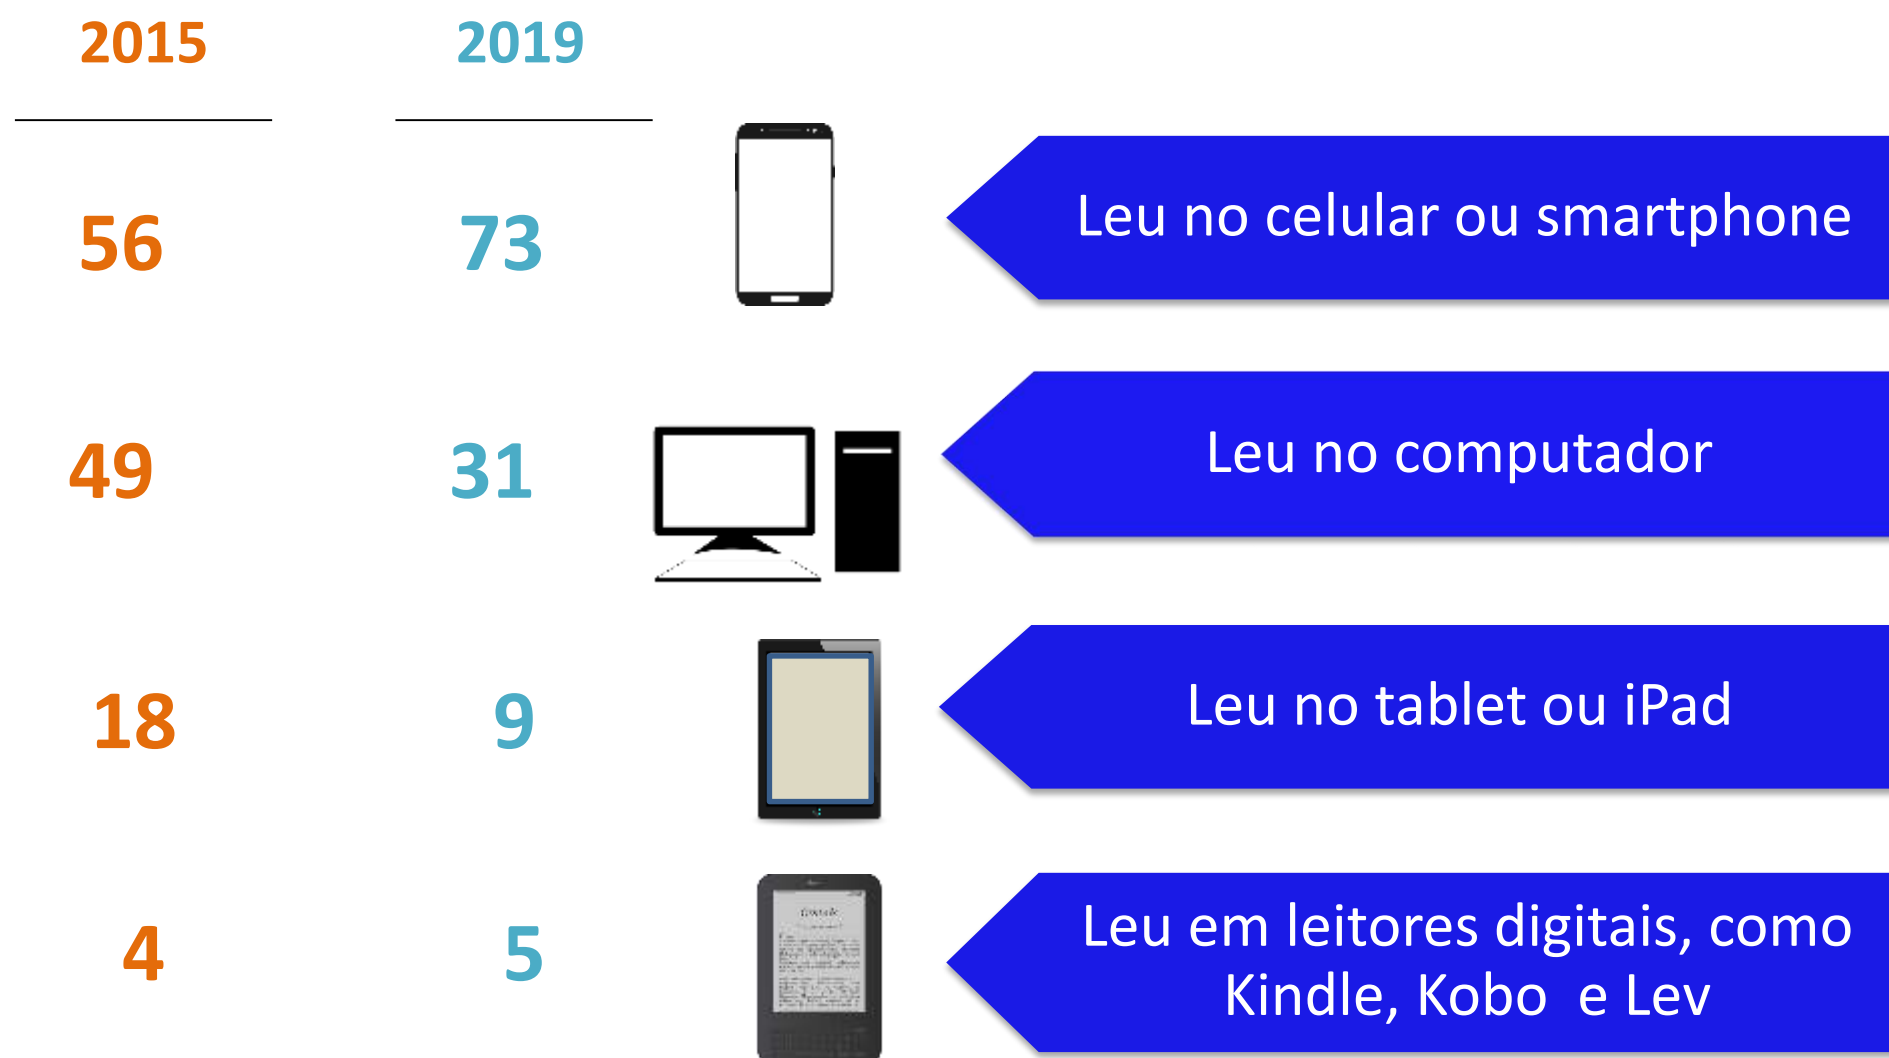 2015 2019
56 73 Leu no celular ou smartphone
49 31 Leu no computador
18 9 Leu no tablet ou iPad
4 5 Leu em leitores digitais, como
Kindle, Kobo e Lev